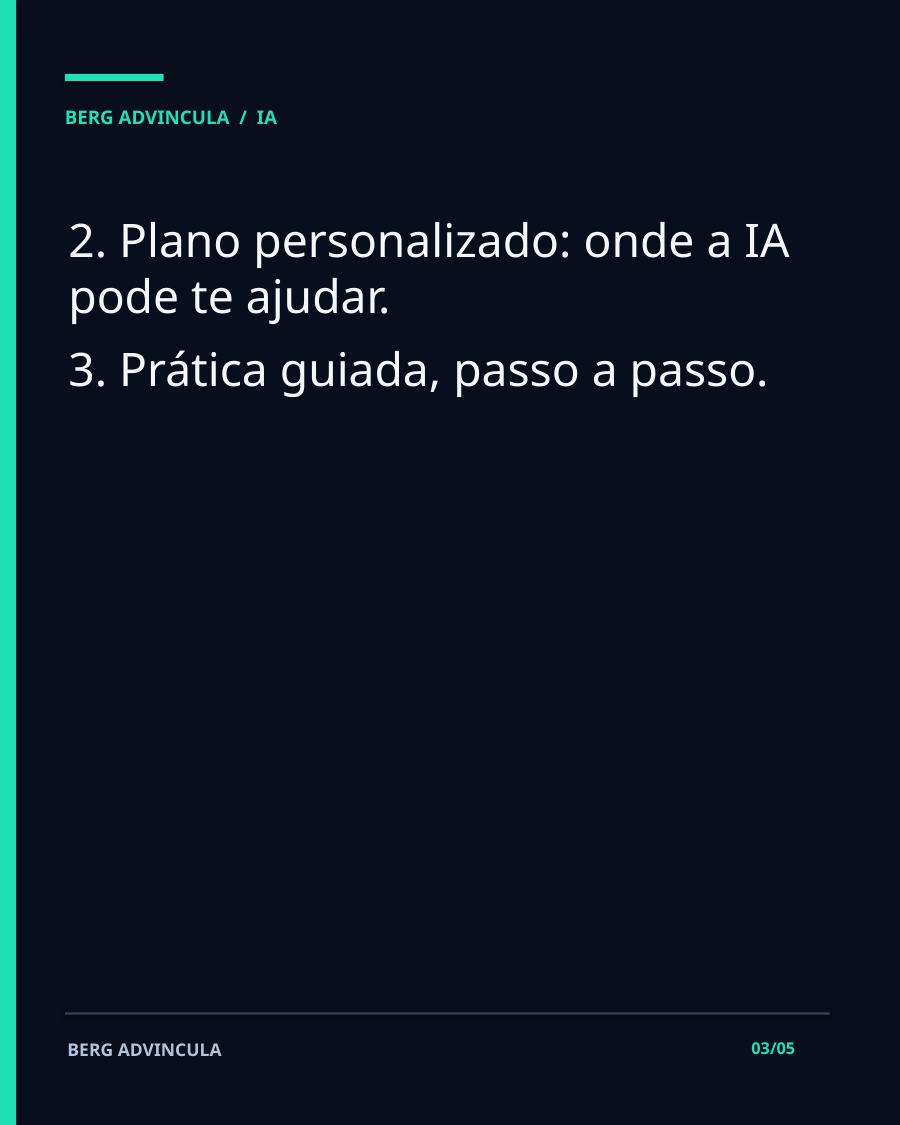 BERG ADVINCULA / IA
2. Plano personalizado: onde a IA
pode te ajudar.
3. Prática guiada, passo a passo.
BERG ADVINCULA
03/05